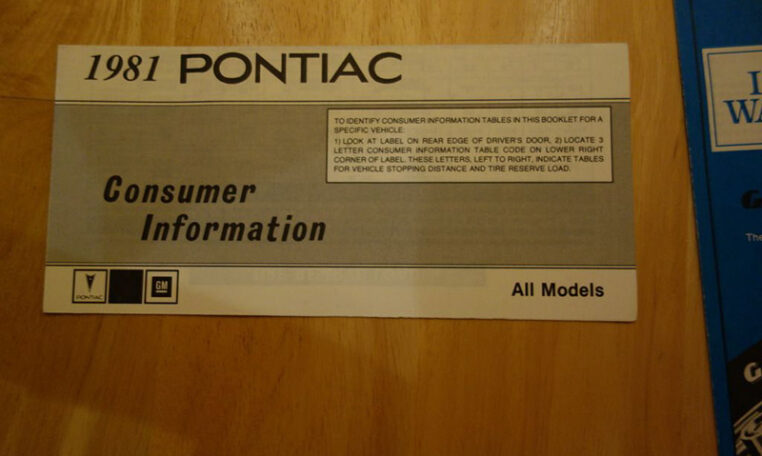 1981 PONTIAC
TO IDENTIFY CONSUMER INFORMATION TABLES IN THIS BOOKLET FOR A
SPECIFIC VEHICLE:
1) LOOK AT LABEL ON REAR EDGE OF DRIVER'S DOOR, 2) LOCATE 3
LETTER CONSUMER INFORMATION TABLE CODE ON LOWER RIGHT
CORNER OF LABEL. THESE LETTERS, LEFT TO RIGHT, INDICATE TABLES
FOR VEHICLE STOPPING DISTANCE AND TIRE RESERVE LOAD.
Consumer
Information
PONTIAC GM All Models
I
WA
G
The
G